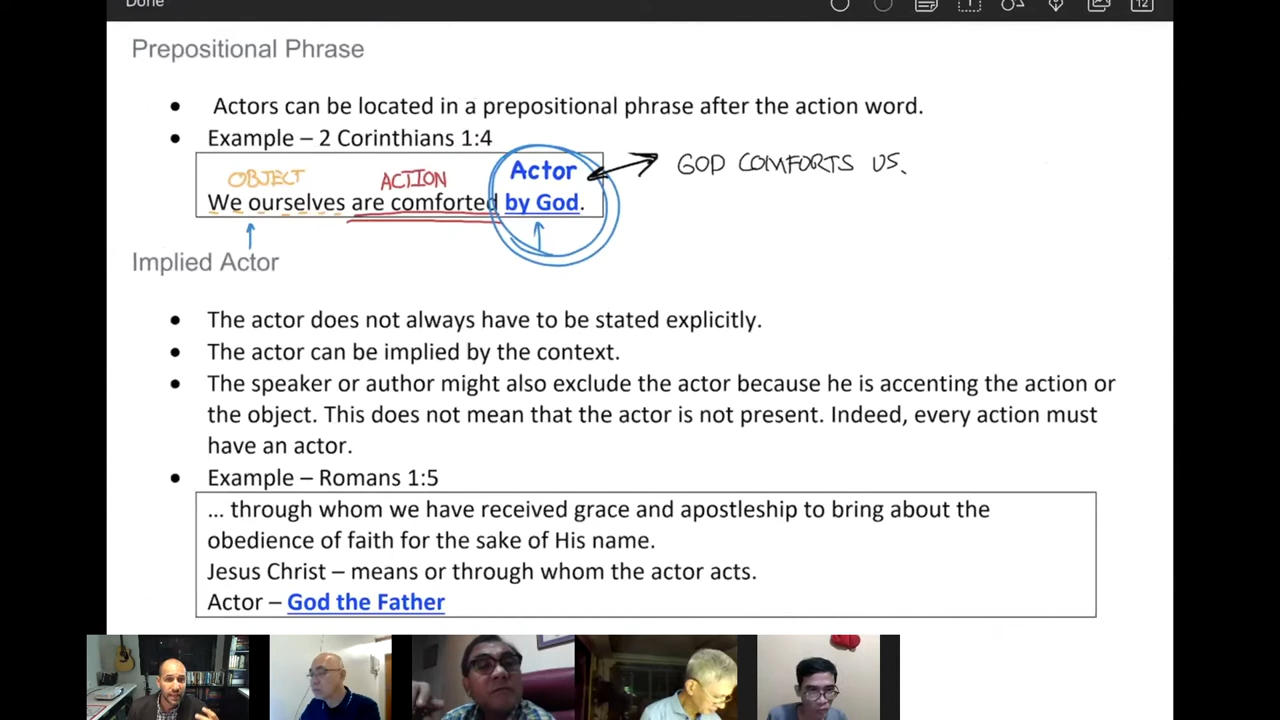 Done
12
Prepositional Phrase
• Actors can be located in a prepositional phrase after the action word.
• Example – 2 Corinthians 1:4
OBJECT ACTION Actor GOD COMFORTS US.
We ourselves are comforted by God.
Implied Actor
• The actor does not always have to be stated explicitly.
• The actor can be implied by the context.
• The speaker or author might also exclude the actor because he is accenting the action or
the object. This does not mean that the actor is not present. Indeed, every action must
have an actor.
• Example – Romans 1:5
... through whom we have received grace and apostleship to bring about the
obedience of faith for the sake of His name.
Jesus Christ – means or through whom the actor acts.
Actor – God the Father